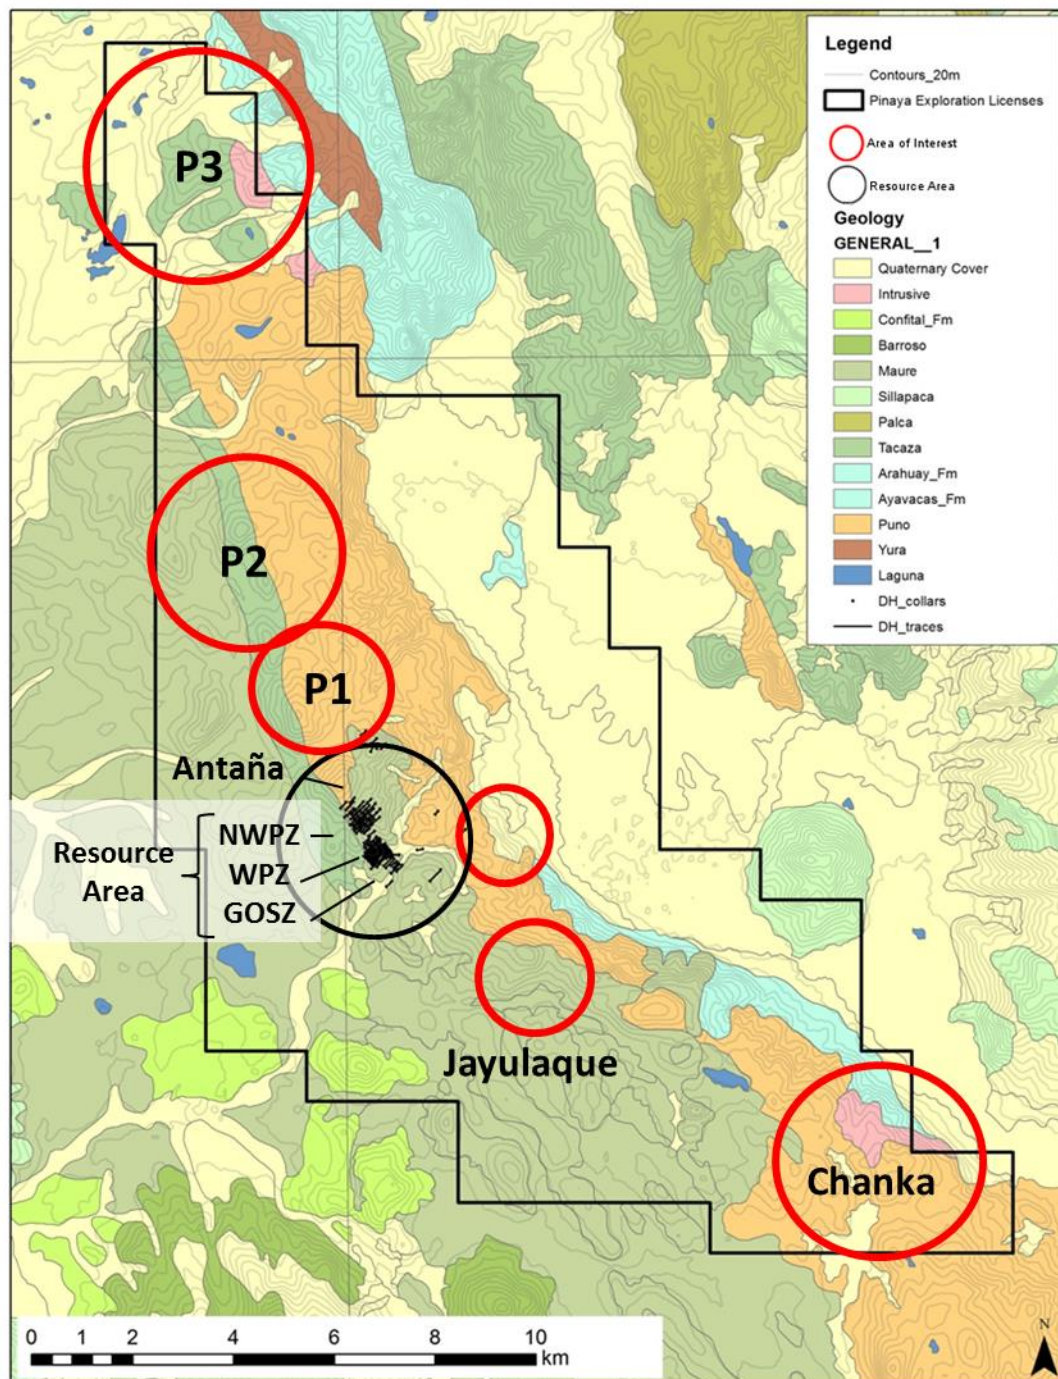 Legend
Contours_20m
Pinaya Exploration Licenses
Area of Interest
Resource Area
Geology
GENERAL__1
Quaternary Cover
Intrusive
Confital_Fm
Barroso
Maure
Sillapaca
Palca
Tacaza
Arahuay_Fm
Ayavacas_Fm
Puno
Yura
Laguna
DH_collars
DH_traces
P3
P2
P1
Antaña
Resource
Area
NWPZ
WPZ
GOSZ
Jayulaque
Chanka
0 1 2 4 6 8 10
km
N